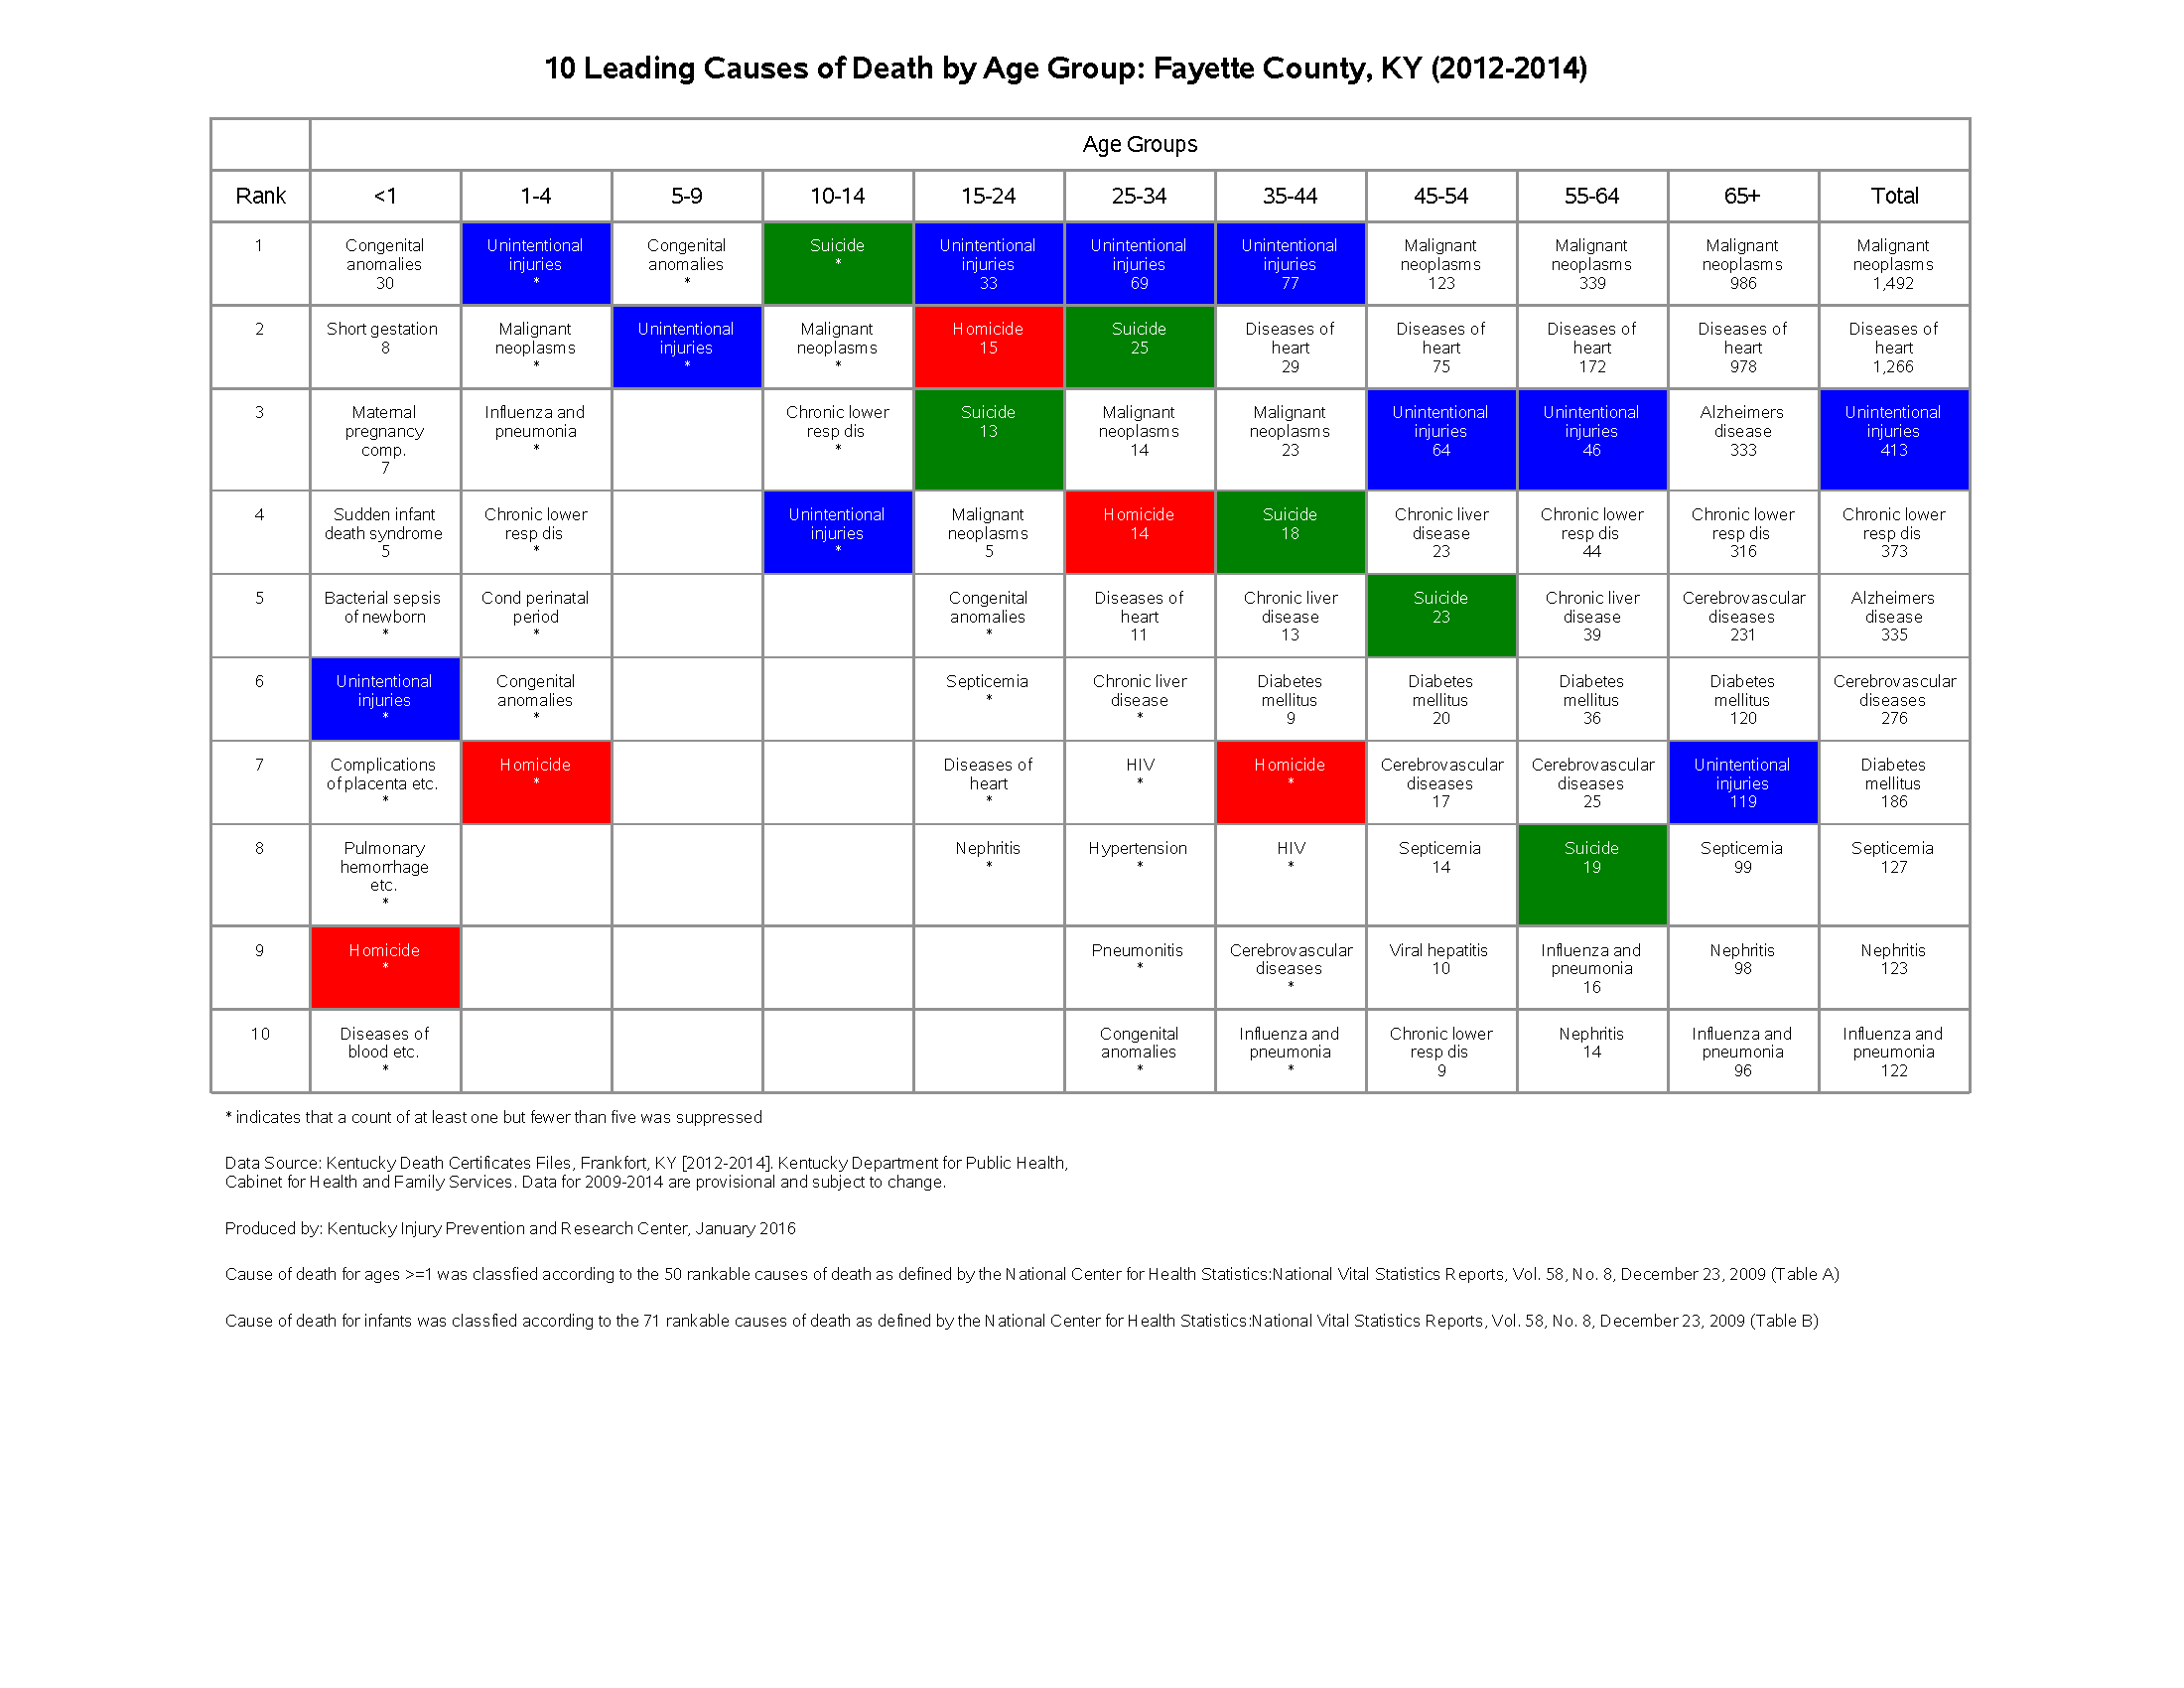 10 Leading Causes of Death by Age Group: Fayette County, KY (2012-2014)
Age Groups
Rank <1 1-4 5-9 10-14 15-24 25-34 35-44 45-54 55-64 65+ Total
1 Congenital Unintentional Congenital Suicide Unintentional Unintentional Unintentional Malignant Malignant Malignant Malignant
anomalies injuries anomalies * injuries injuries injuries neoplasms neoplasms neoplasms neoplasms
30 * * 33 69 77 123 339 986 1,492
2 Short gestation Malignant Unintentional Malignant Homicide Suicide Diseases of Diseases of Diseases of Diseases of Diseases of
8 neoplasms injuries neoplasms 15 25 heart heart heart heart heart
* * * 29 75 172 978 1,266
3 Maternal Influenza and Chronic lower Suicide Malignant Malignant Unintentional Unintentional Alzheimers Unintentional
pregnancy pneumonia resp dis 13 neoplasms neoplasms injuries injuries disease injuries
comp. * * 14 23 64 46 333 413
7
4 Sudden infant Chronic lower Unintentional Malignant Homicide Suicide Chronic liver Chronic lower Chronic lower Chronic lower
death syndrome resp dis injuries neoplasms 14 18 disease resp dis resp dis resp dis
5 * * 5 23 44 316 373
5 Bacterial sepsis Cond perinatal Congenital Diseases of Chronic liver Suicide Chronic liver Cerebrovascular Alzheimers
of newborn period anomalies heart disease 23 disease diseases disease
* * * 11 13 39 231 335
6 Unintentional Congenital Septicemia Chronic liver Diabetes Diabetes Diabetes Diabetes Cerebrovascular
injuries anomalies * disease mellitus mellitus mellitus mellitus diseases
* * * 9 20 36 120 276
7 Complications Homicide Diseases of HIV Homicide Cerebrovascular Cerebrovascular Unintentional Diabetes
of placenta etc. * heart * * diseases diseases injuries mellitus
* * 17 25 119 186
8 Pulmonary Nephritis Hypertension HIV Septicemia Suicide Septicemia Septicemia
hemorrhage * * * 14 19 99 127
etc.
*
9 Homicide Pneumonitis Cerebrovascular Viral hepatitis Influenza and Nephritis Nephritis
* * diseases 10 pneumonia 98 123
* 16
10 Diseases of Congenital Influenza and Chronic lower Nephritis Influenza and Influenza and
blood etc. anomalies pneumonia resp dis 14 pneumonia pneumonia
* * * 9 96 122
* indicates that a count of at least one but fewer than five was suppressed
Data Source: Kentucky Death Certificates Files, Frankfort, KY [2012-2014]. Kentucky Department for Public Health,
Cabinet for Health and Family Services. Data for 2009-2014 are provisional and subject to change.
Produced by: Kentucky Injury Prevention and Research Center, January 2016
Cause of death for ages >=1 was classfied according to the 50 rankable causes of death as defined by the National Center for Health Statistics:National Vital Statistics Reports, Vol. 58, No. 8, December 23, 2009 (Table A)
Cause of death for infants was classfied according to the 71 rankable causes of death as defined by the National Center for Health Statistics:National Vital Statistics Reports, Vol. 58, No. 8, December 23, 2009 (Table B)